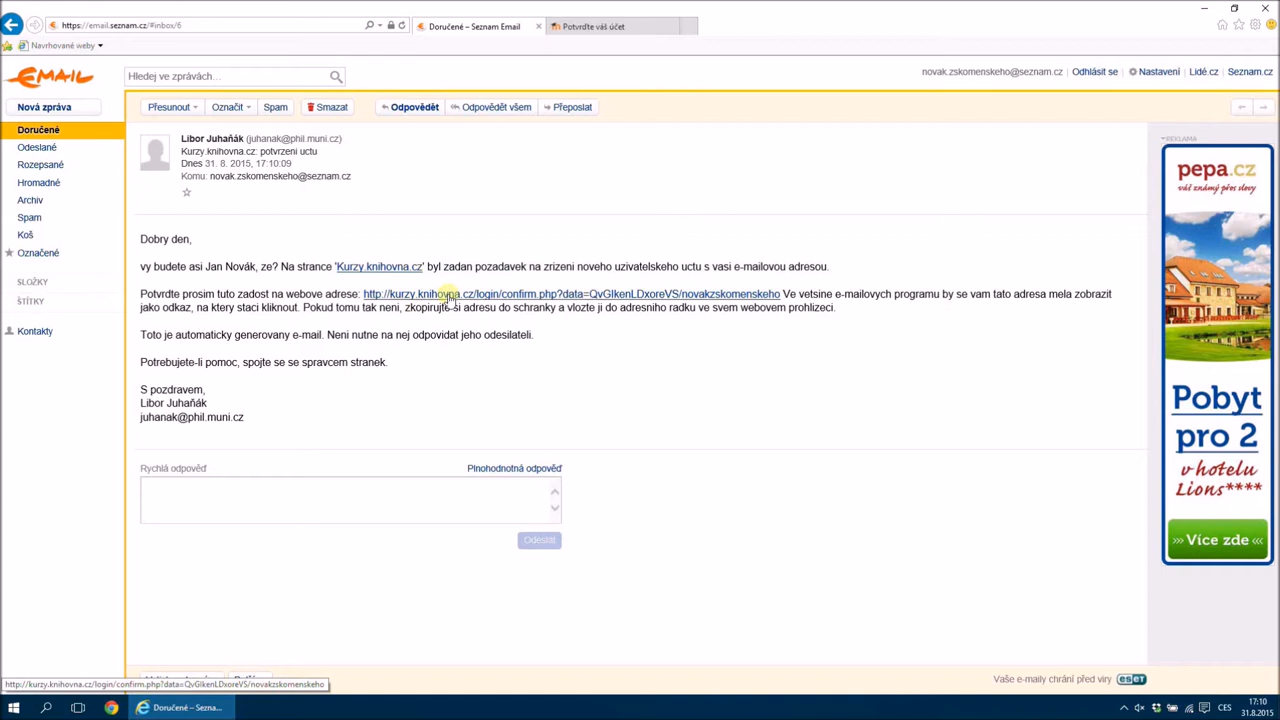 https://email.seznam.cz/#inbox/6
Doručené – Seznam Email
Potvrďte váš účet
Navrhované weby
EMAIL
Hledej ve zprávách...
novak.zskomenskeho@seznam.cz
Odhlásit se
Nastavení
Lidé.cz
Seznam.cz
Nová zpráva
Přesunout
Označit
Spam
Smazat
Odpovědět
Odpovědět všem
Přeposlat
Doručené
Odeslané
Rozepsané
Hromadné
Archiv
Spam
Koš
Označené
SLOŽKY
ŠTÍTKY
Kontakty
Libor Juhaňák (juhanak@phil.muni.cz)
Kurzy.knihovna.cz: potvrzeni uctu
Dnes 31. 8. 2015, 17:10:09
Komu: novak.zskomenskeho@seznam.cz
Dobry den,
vy budete asi Jan Novák, ze? Na strance 'Kurzy.knihovna.cz' byl zadan pozadavek na zrizeni noveho uzivatelskeho uctu s vasi e-mailovou adresou.
Potvrdte prosim tuto zadost na webove adrese: http://kurzy.knihovna.cz/login/confirm.php?data=QvGIkenLDxoreVS/novakzskomenskeho Ve vetsine e-mailovych programu by se vam tato adresa mela zobrazit
jako odkaz, na ktery staci kliknout. Pokud tomu tak neni, zkopirujte si adresu do schranky a vlozte ji do adresniho radku ve svem webovem prohlizeci.
Toto je automaticky generovany e-mail. Neni nutne na nej odpovidat jeho odesilateli.
Potrebujete-li pomoc, spojte se se spravcem stranek.
S pozdravem,
Libor Juhaňák
juhanak@phil.muni.cz
Rychlá odpověď
Plnohodnotná odpověď
Odeslat
REKLAMA
pepa.cz
váš známý přes slevy
Pobyt
pro 2
v hotelu
Lions****
»» Více zde ««
Vaše e-maily chrání před viry
eset
http://kurzy.knihovna.cz/login/confirm.php?data=QvGIkenLDxoreVS/novakzskomenskeho
Doručené – Sezna...
CES
17:10
31.8.2015